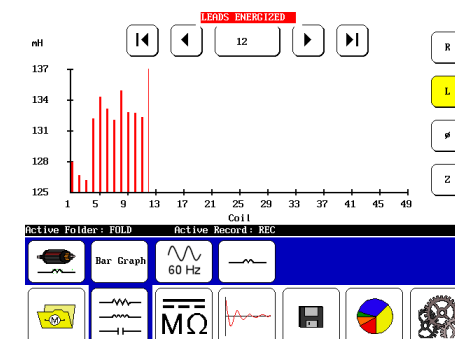 LEADS ENERGIZED
mH
12
R
137
L
134
131
ø
128
Z
125
1 5 9 13 17 21 25 29 33 37 41 45 49
Coil
Active Folder: FOLD Active Record: REC
Bar Graph
60 Hz
-M-
MΩ